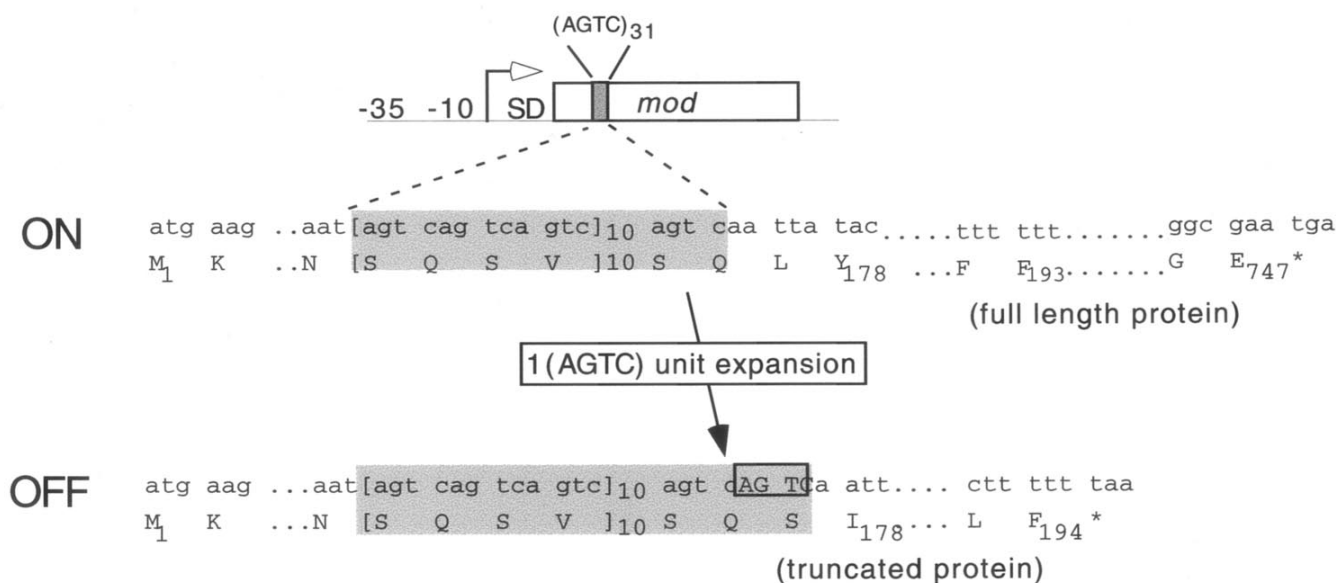 (AGTC)31
-35 -10 SD mod
ON atg aag ..aat[agt cag tca gtc]10 agt caa tta tac.....ttt ttt.......ggc gaa tga
M1 K ..N [S Q S V ]10 S Q L Y178 ...F F193.......G E747*
(full length protein)
1(AGTC) unit expansion
OFF atg aag ...aat[agt cag tca gtc]10 agt cAG TCa att.... ctt ttt taa
M1 K ...N [S Q S V ]10 S Q S I178... L F194 *
(truncated protein)